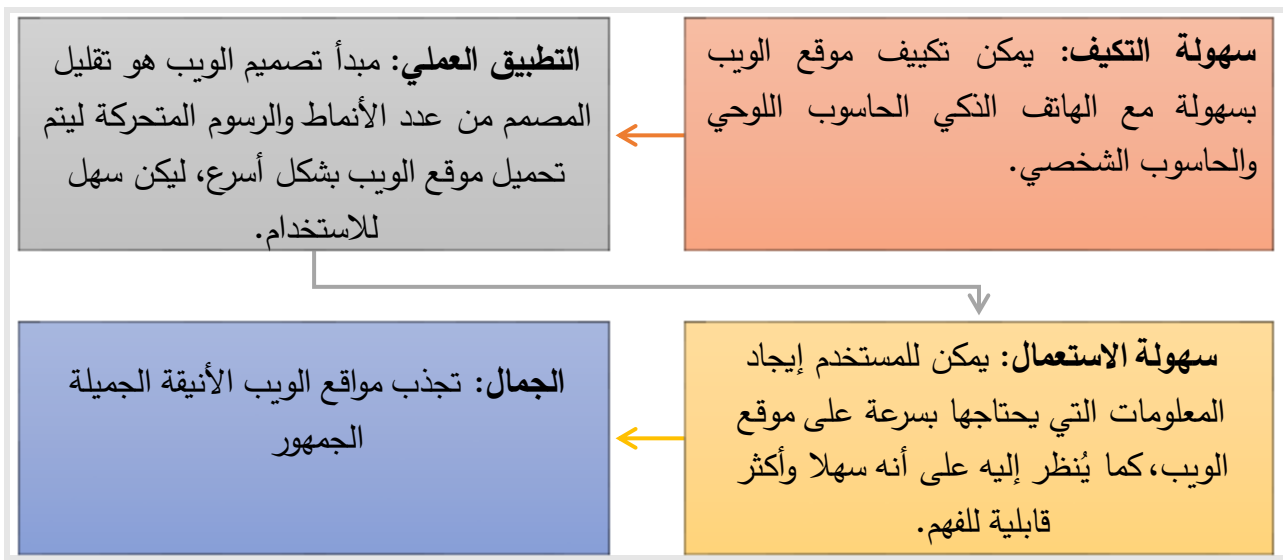 سهولة التكيف: يمكن تكييف موقع الويب
بسهولة مع الهاتف الذكي الحاسوب اللوحي
والحاسوب الشخصي.
التطبيق العملي: مبدأ تصميم الويب هو تقليل
المصمم من عدد الأنماط والرسوم المتحركة ليتم
تحميل موقع الويب بشكل أسرع، ليكن سهل
للاستخدام.
سهولة الاستعمال: يمكن للمستخدم إيجاد
المعلومات التي يحتاجها بسرعة على موقع
الويب، كما يُنظر إليه على أنه سهلا وأكثر
قابلية للفهم.
الجمال: تجذب مواقع الويب الأنيقة الجميلة
الجمهور